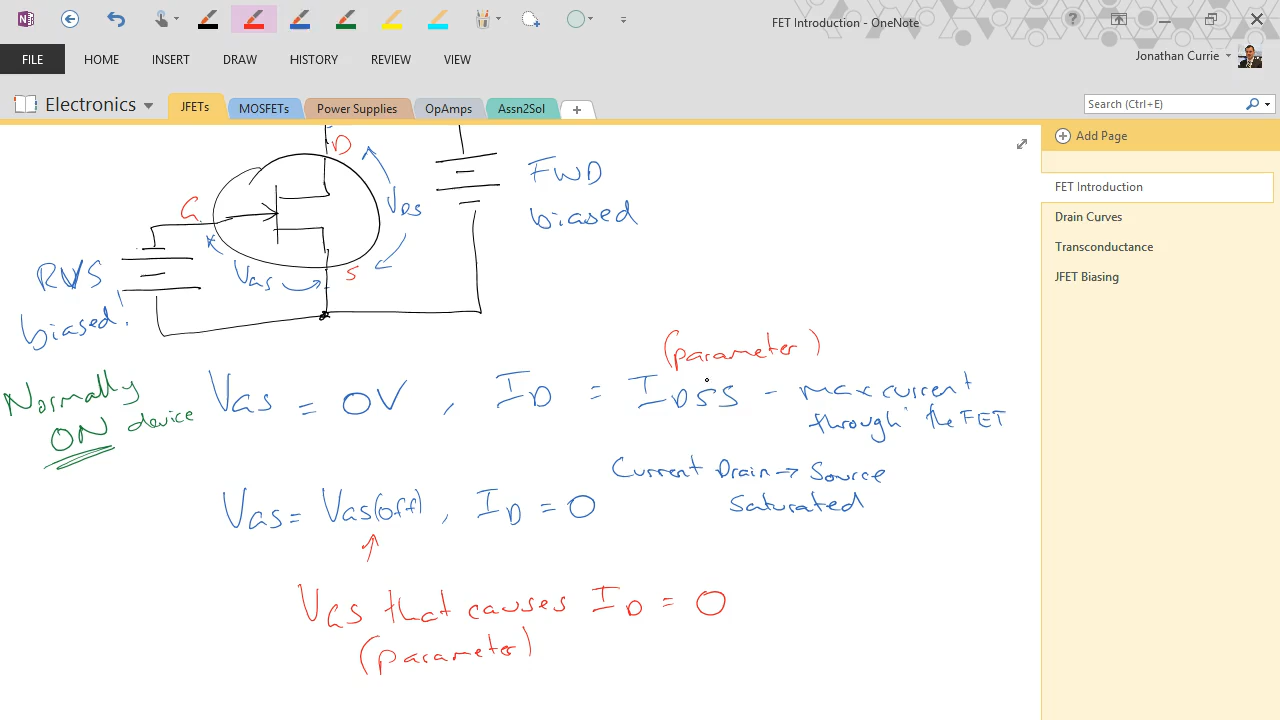 FET Introduction - OneNote
?
Jonathan Currie
FILE HOME INSERT DRAW HISTORY REVIEW VIEW
Electronics
JFETs MOSFETs Power Supplies OpAmps Assn2Sol +
Search (Ctrl+E)
Add Page
FET Introduction
Drain Curves
Transconductance
JFET Biasing
D
FWD
biased
G
VDS
RVS
biased!
VGS
S
(parameter)
Normally
ON device
VGS = 0V , ID = IDSS - max current
through the FET
Current Drain → Source
Saturated
VGS = VGS(off) , ID = 0
VGS that causes ID = 0
(parameter)